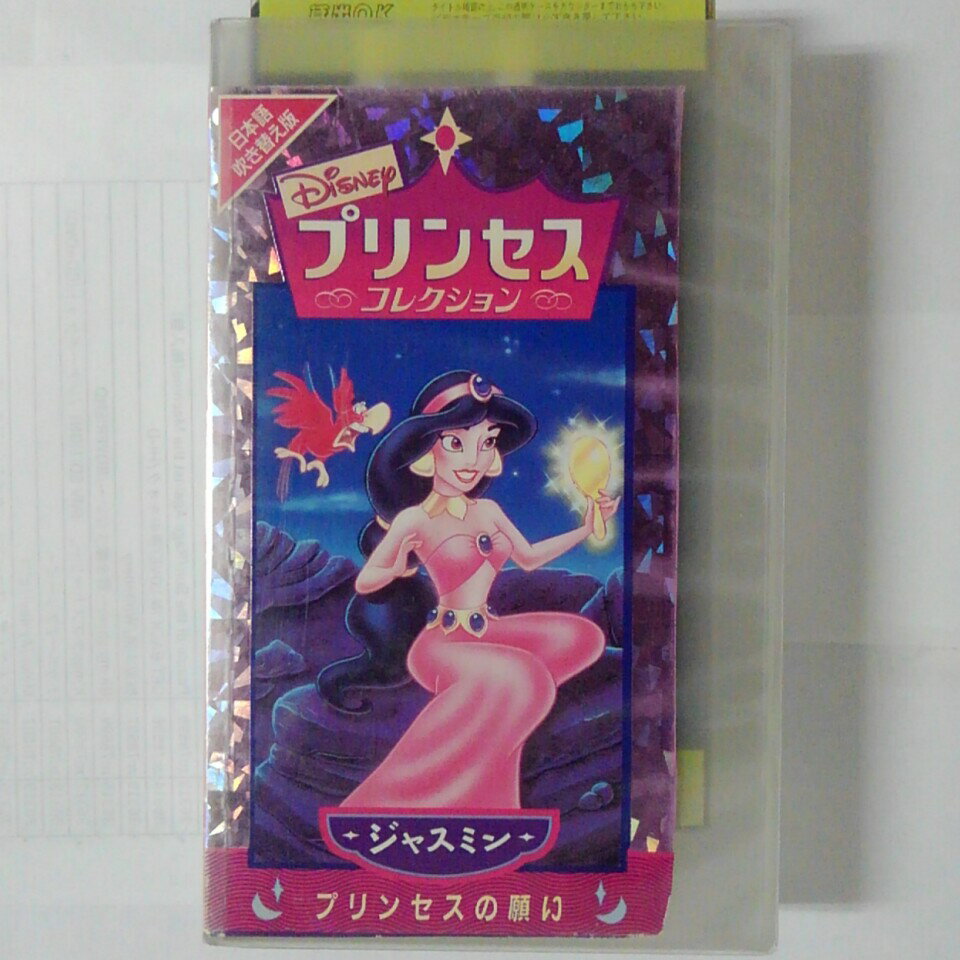 日本語
吹き替え版
DISNEY
プリンセス
コレクション
ジャスミン
プリンセスの願い